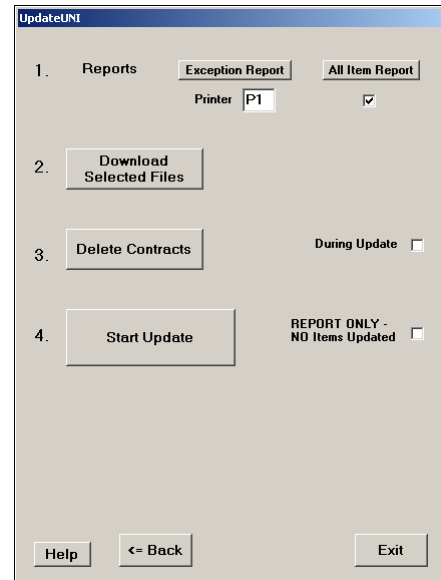 UpdateUNI
1. Reports Exception Report All Item Report
Printer P1
2. Download
Selected Files
3. Delete Contracts During Update
4. Start Update REPORT ONLY -
NO Items Updated
Help <= Back Exit